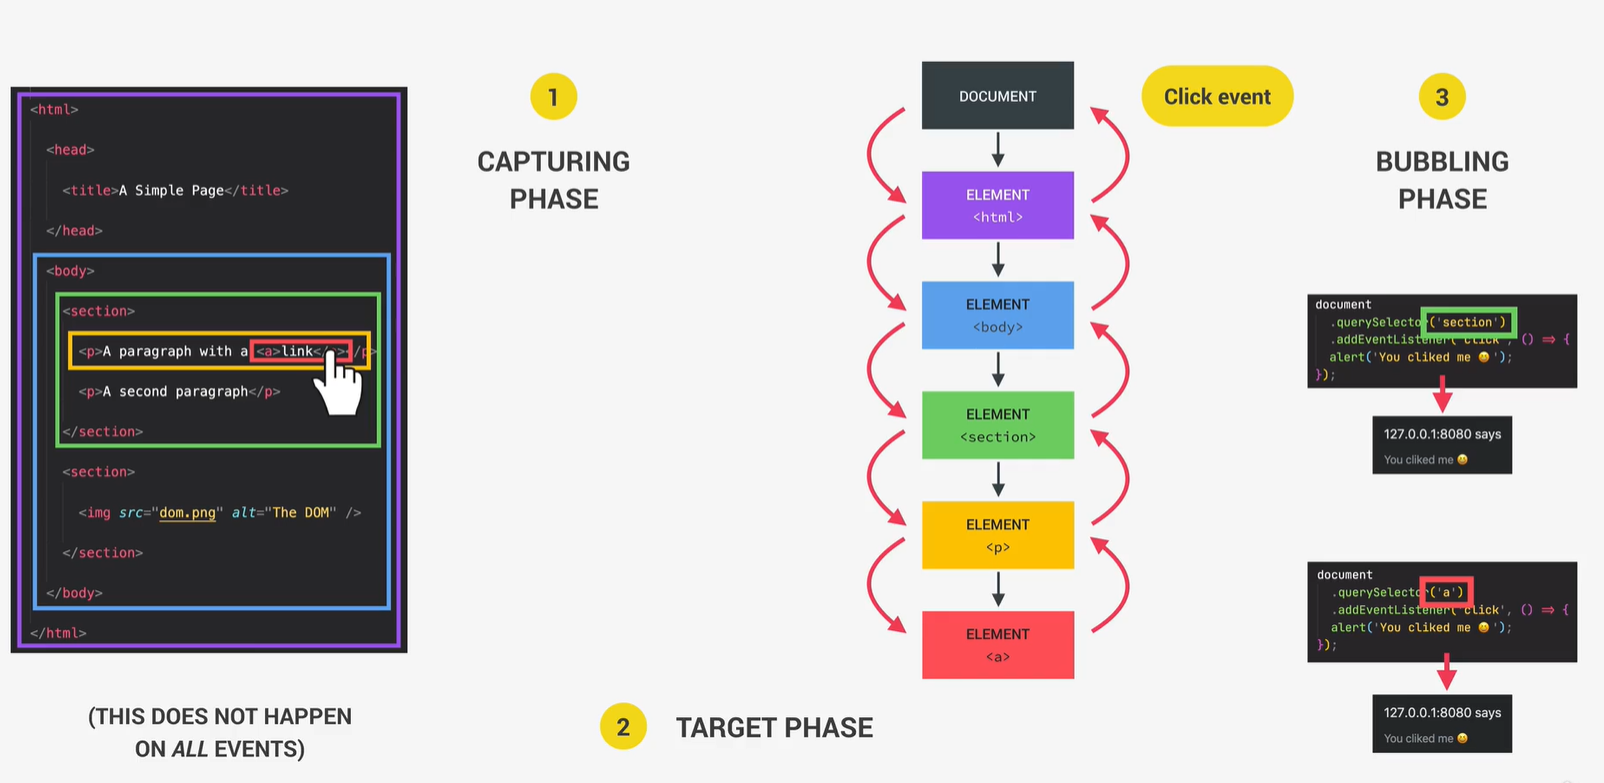 <html>
<head>
<title>A Simple Page</title>
</head>
<body>
<section>
<p>A paragraph with a <a>link</ ></p>
<p>A second paragraph</p>
</section>
<section>
<img src="dom.png" alt="The DOM" />
</section>
</body>
</html>
(THIS DOES NOT HAPPEN
ON ALL EVENTS)
1
CAPTURING
PHASE
2
TARGET PHASE
DOCUMENT
ELEMENT
<html>
ELEMENT
<body>
ELEMENT
<section>
ELEMENT
<p>
ELEMENT
<a>
Click event
3
BUBBLING
PHASE
document
.querySelector('section')
.addEventListener('click', () => {
alert('You cliked me 😀');
});
127.0.0.1:8080 says
You cliked me 😀
document
.querySelector('a')
.addEventListener('click', () => {
alert('You cliked me 😀');
});
127.0.0.1:8080 says
You cliked me 😀